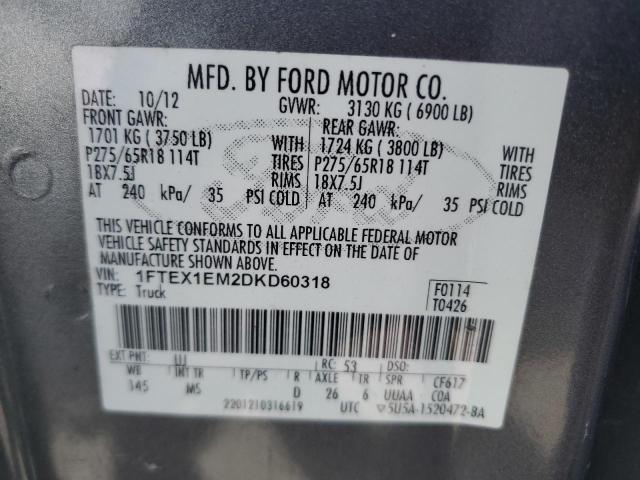 MFD. BY FORD MOTOR CO.
DATE: 10/12 GVWR: 3130 KG ( 6900 LB)
FRONT GAWR: REAR GAWR:
1701 KG ( 3750 LB) WITH 1724 KG ( 3800 LB) WITH
P275/65R18 114T TIRES P275/65R18 114T TIRES
18X7.5J RIMS 18X7.5J RIMS
AT 240 kPa/ 35 PSI COLD AT 240 kPa/ 35 PSI COLD
THIS VEHICLE CONFORMS TO ALL APPLICABLE FEDERAL MOTOR
VEHICLE SAFETY STANDARDS IN EFFECT ON THE DATE OF
MANUFACTURE SHOWN ABOVE.
VIN: 1FTEX1EM2DKD60318
TYPE: Truck
F0114
T0426
EXT PNT: UJ RC: 53 DSO:
WB INT TR TP/PS R AXLE TR SPR CF617
145 M5 D 26 6 UUAA C0A
2201210316619 UTC ▽5U5A-1520472-BA